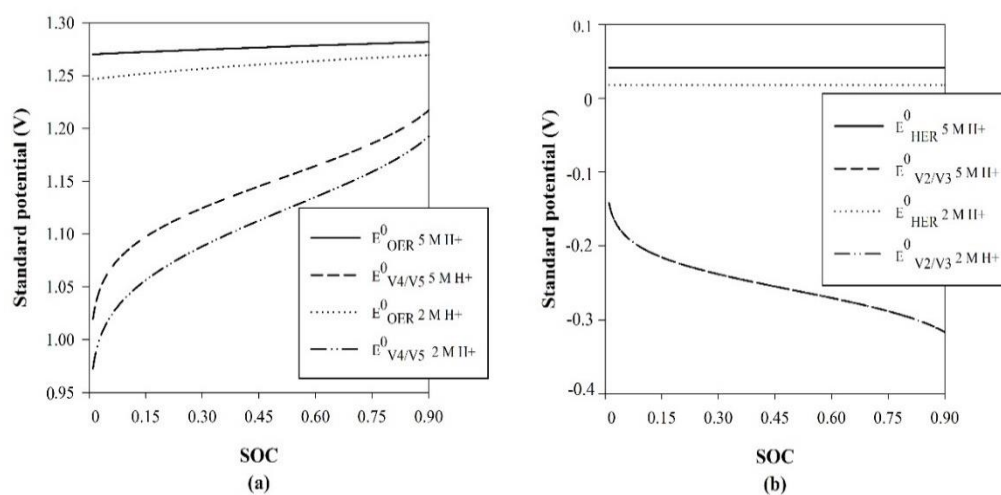 Standard potential (V)
1.30
1.25
1.20
1.15
1.10
1.05
1.00
0.95
0 0.15 0.30 0.45 0.60 0.75 0.90
SOC
(a)
E⁰OER 5 M H+
E⁰V4/V5 5 M H+
E⁰OER 2 M H+
E⁰V4/V5 2 M H+
Standard potential (V)
0.1
0
-0.1
-0.2
-0.3
-0.4
0 0.15 0.30 0.45 0.60 0.75 0.90
SOC
(b)
E⁰HER 5 M H+
E⁰V2/V3 5 M H+
E⁰HER 2 M H+
E⁰V2/V3 2 M H+